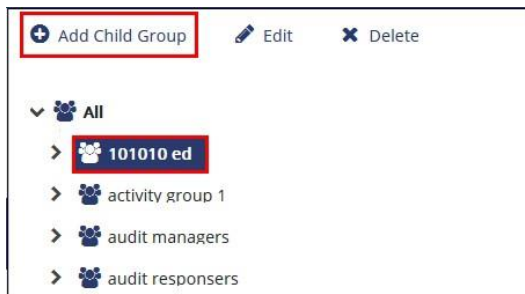 Add Child Group Edit Delete
All
101010 ed
activity group 1
audit managers
audit responsers